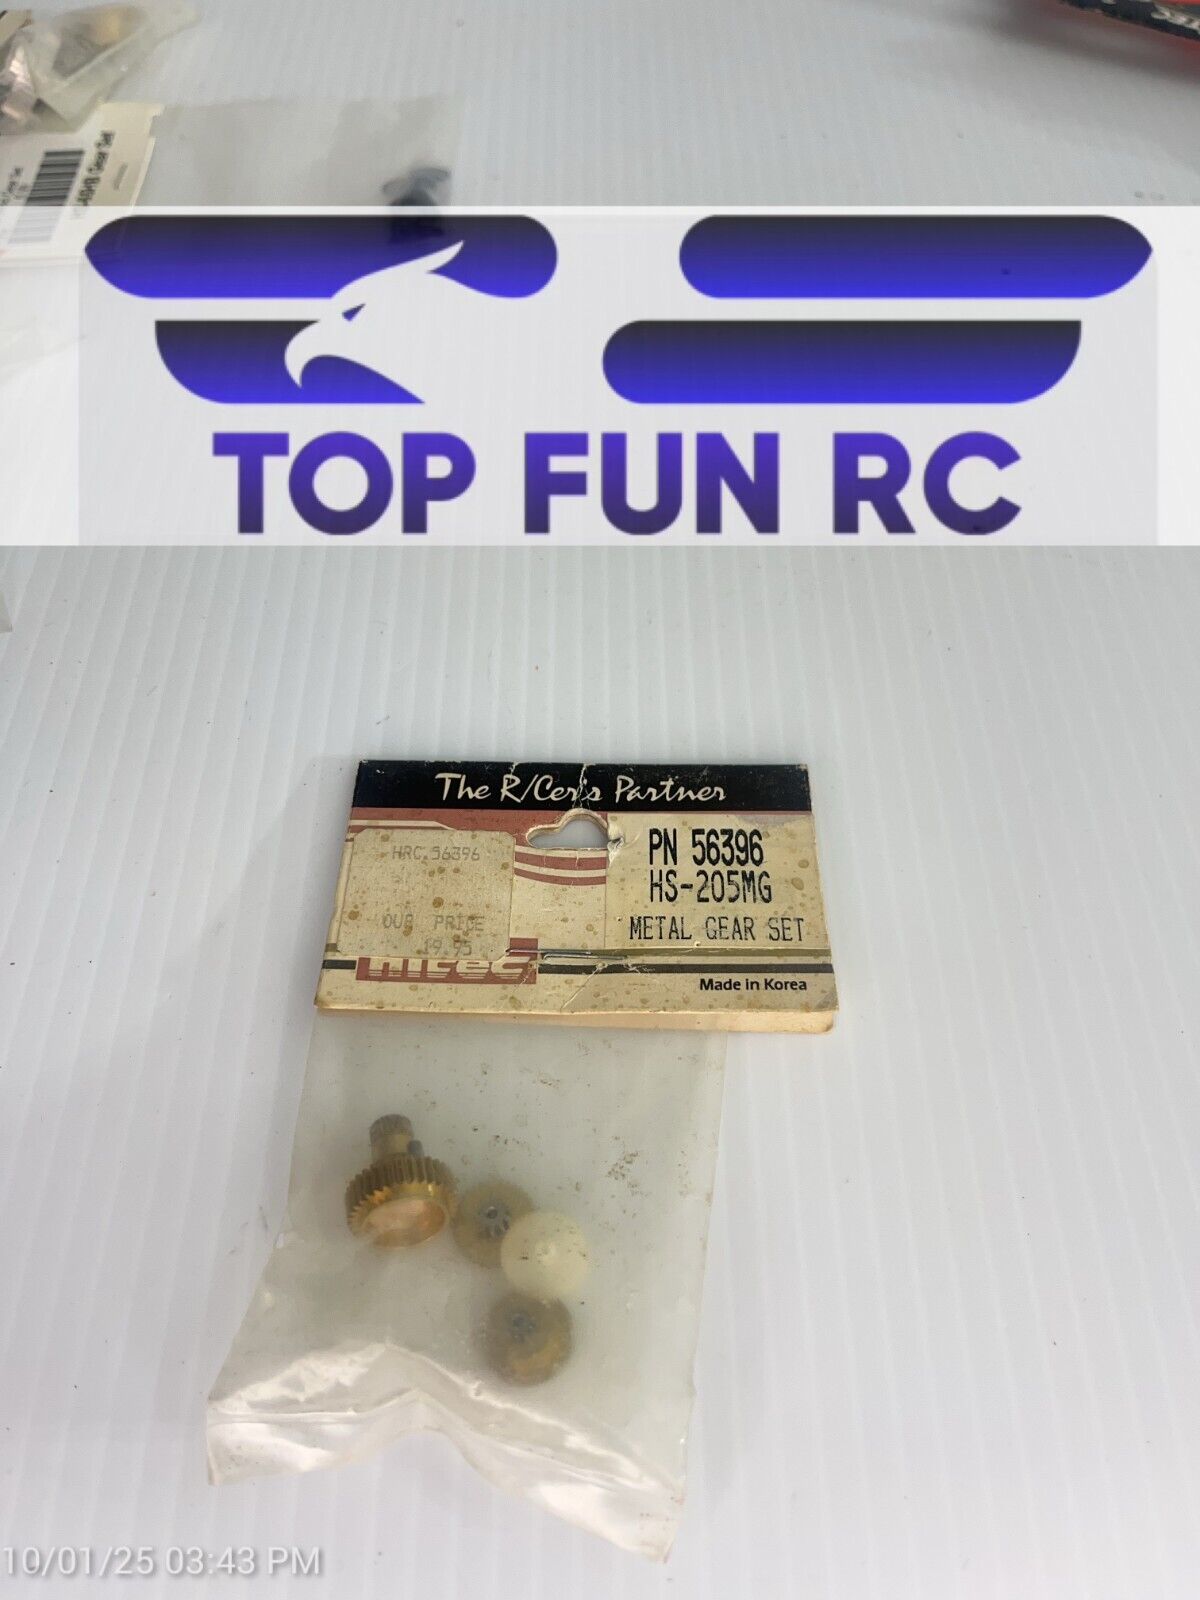 TOP FUN RC
The R/Cer's Partner
HRC 56396
OUR PRICE
19.95
PN 56396
HS-205MG
METAL GEAR SET
HITEC
Made in Korea
10/01/25 03:43 PM